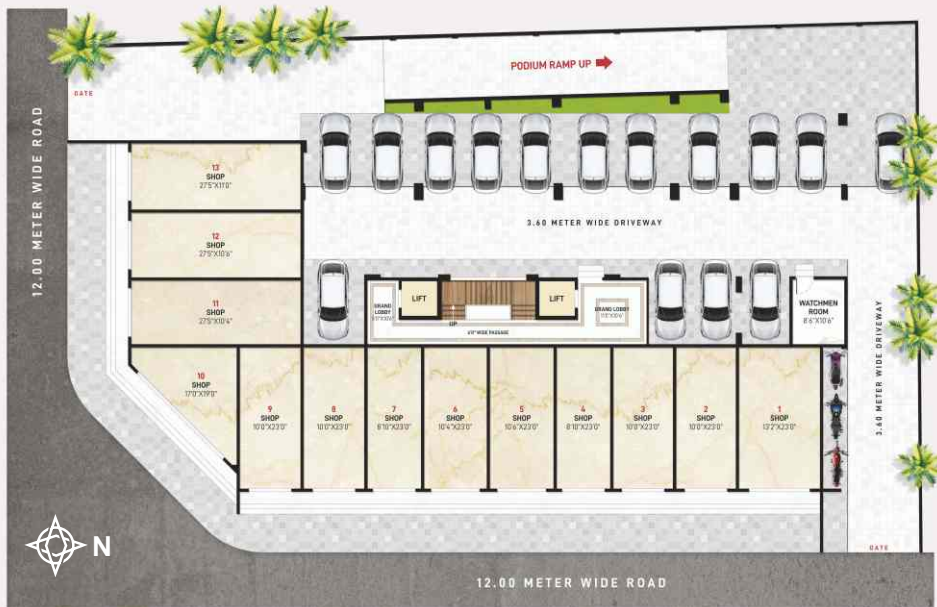 PODIUM RAMP UP
GATE
12.00 METER WIDE ROAD
13
SHOP
27'5"X11'0"
3.60 METER WIDE DRIVEWAY
12
SHOP
27'5"X10'6"
11
SHOP
27'5"X10'4"
GRAND
LOBBY
LIFT
UP
LIFT
GRAND LOBBY
WIDE PASSAGE
WATCHMEN
ROOM
8'6"X10'6"
3.60 METER WIDE DRIVEWAY
10
SHOP
17'0"X19'0"
9
SHOP
10'0"X23'0"
8
SHOP
10'0"X23'0"
7
SHOP
8'10"X23'0"
6
SHOP
10'4"X23'0"
5
SHOP
10'6"X23'0"
4
SHOP
8'10"X23'0"
3
SHOP
10'0"X23'0"
2
SHOP
10'0"X23'0"
1
SHOP
13'2"X23'0"
N
GATE
12.00 METER WIDE ROAD